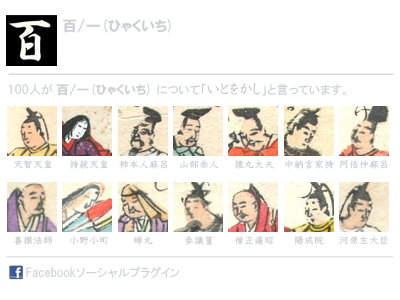 百
百/一(ひゃくいち)
100人が 百/一(ひゃくいち) について「いとをかし」と言っています。
天智天皇 持統天皇 柿本人麻呂 山部赤人 猿丸大夫 中納言家持 阿倍仲麻呂
喜撰法師 小野小町 蝉丸 参議篁 僧正遍昭 陽成院 河原左大臣
Facebookソーシャルプラグイン